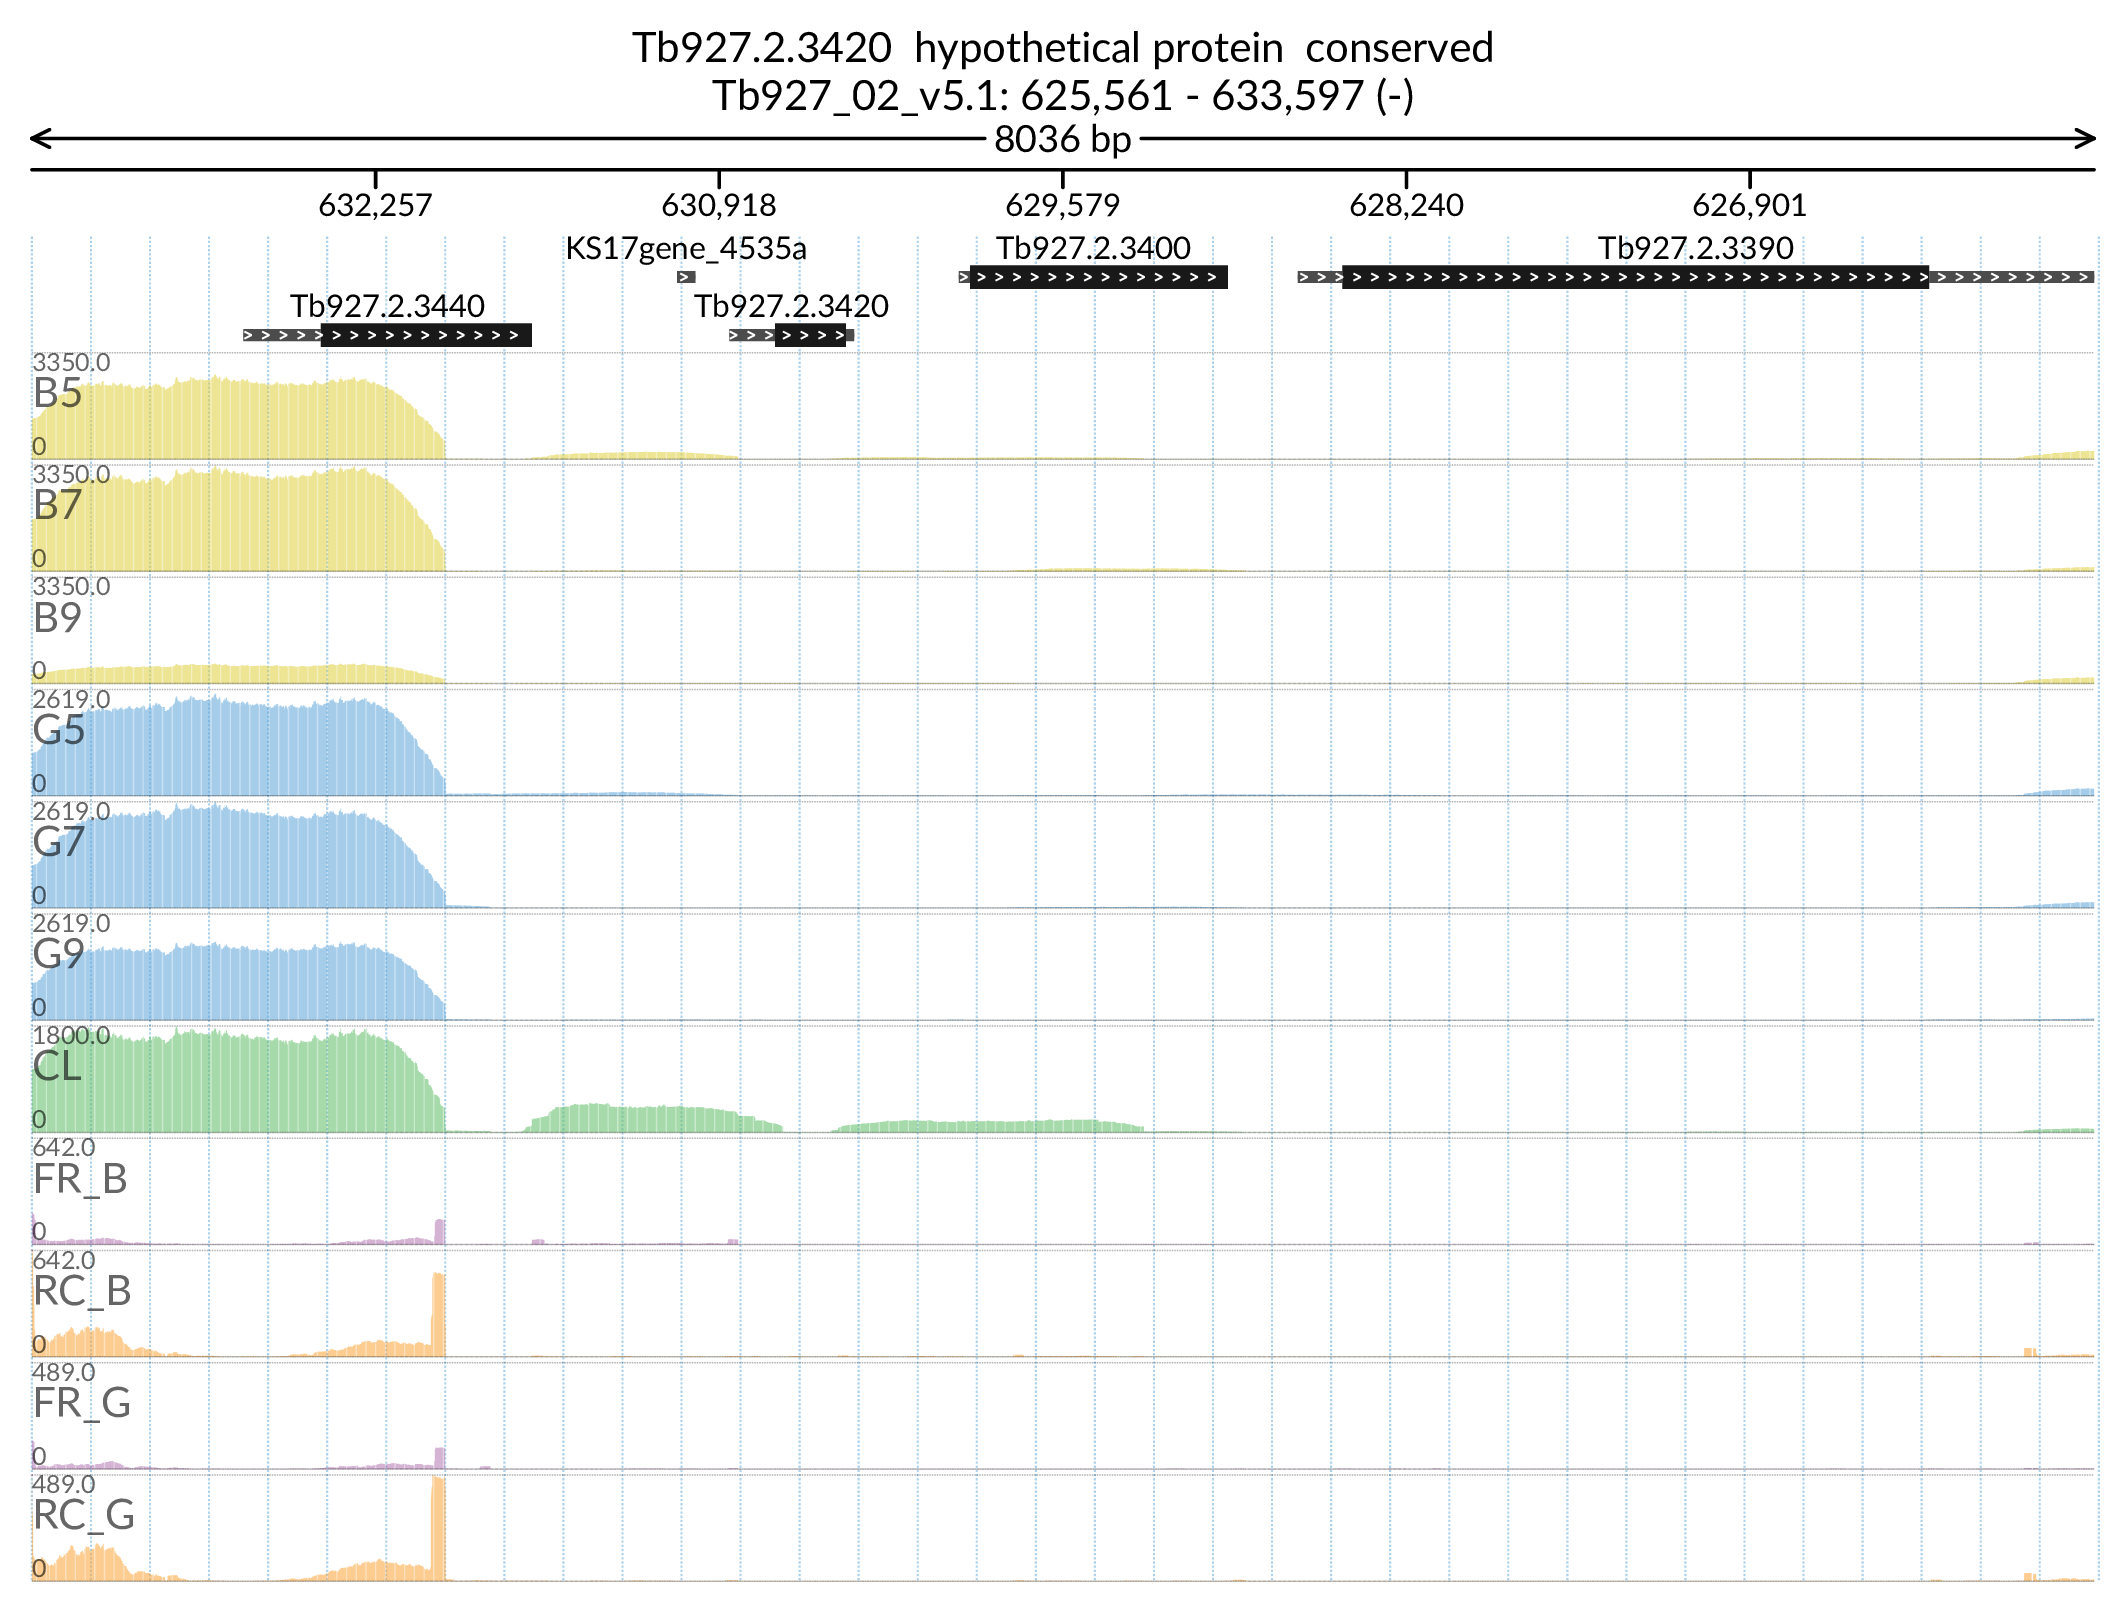 Tb927.2.3420  hypothetical protein  conserved
Tb927_02_v5.1: 625,561 - 633,597 (-)
8036 bp
632,257 630,918 629,579 628,240 626,901
KS17gene_4535a Tb927.2.3400 Tb927.2.3390
Tb927.2.3440 Tb927.2.3420
3350.0
B5
0
3350.0
B7
0
3350.0
B9
0
2619.0
G5
0
2619.0
G7
0
2619.0
G9
0
1800.0
CL
0
642.0
FR_B
0
642.0
RC_B
0
489.0
FR_G
0
489.0
RC_G
0